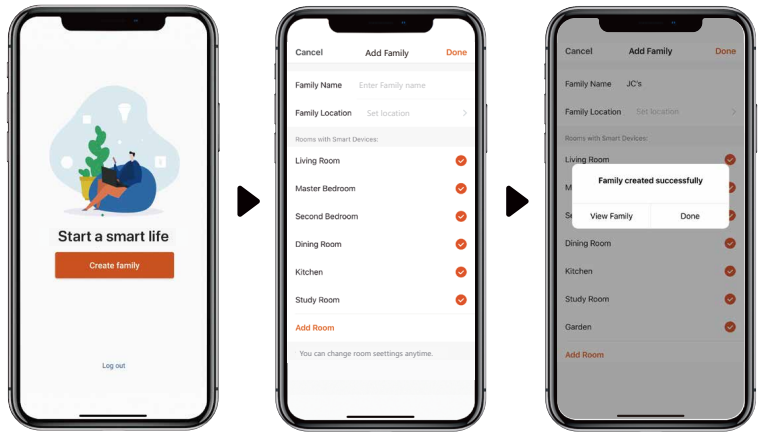 Start a smart life
Create family
Log out
Cancel Add Family Done
Family Name Enter Family name
Family Location Set location
Rooms with Smart Devices:
Living Room
Master Bedroom
Second Bedroom
Dining Room
Kitchen
Study Room
Add Room
You can change room seettings anytime.
Cancel Add Family Done
Family Name JC's
Family Location Set location
Rooms with Smart Devices:
Living Room
Family created successfully
M
View Family Done
Se
Dining Room
Kitchen
Study Room
Garden
Add Room